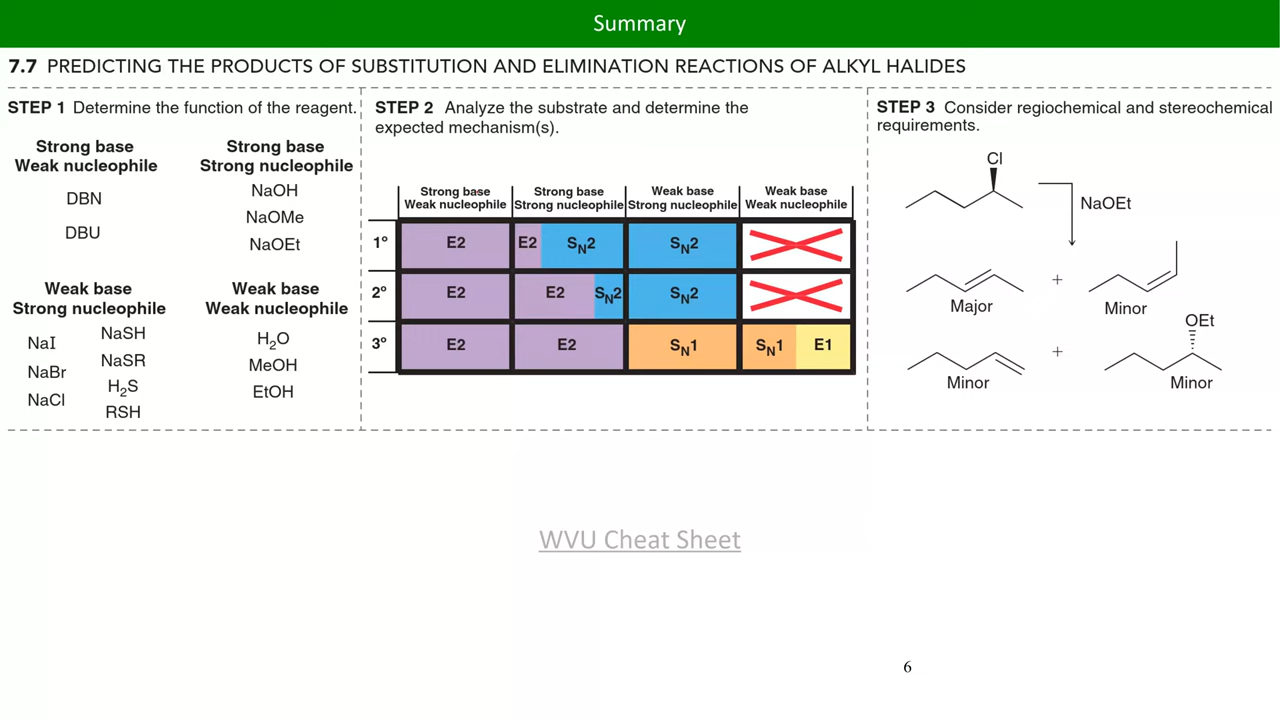 Summary
7.7 PREDICTING THE PRODUCTS OF SUBSTITUTION AND ELIMINATION REACTIONS OF ALKYL HALIDES
STEP 1 Determine the function of the reagent.
Strong base
Weak nucleophile
DBN
DBU
Strong base
Strong nucleophile
NaOH
NaOMe
NaOEt
Weak base
Strong nucleophile
NaI
NaBr
NaCl
NaSH
NaSR
H₂S
RSH
Weak base
Weak nucleophile
H₂O
MeOH
EtOH
STEP 2 Analyze the substrate and determine the
expected mechanism(s).
Strong base
Weak nucleophile
Strong base
Strong nucleophile
Weak base
Strong nucleophile
Weak base
Weak nucleophile
1º E2 E2 SN2 SN2
2º E2 E2 SN2 SN2
3º E2 E2 SN1 SN1 E1
STEP 3 Consider regiochemical and stereochemical
requirements.
Cl
NaOEt
+
Major
Minor
OEt
+
Minor
Minor
WVU Cheat Sheet
6